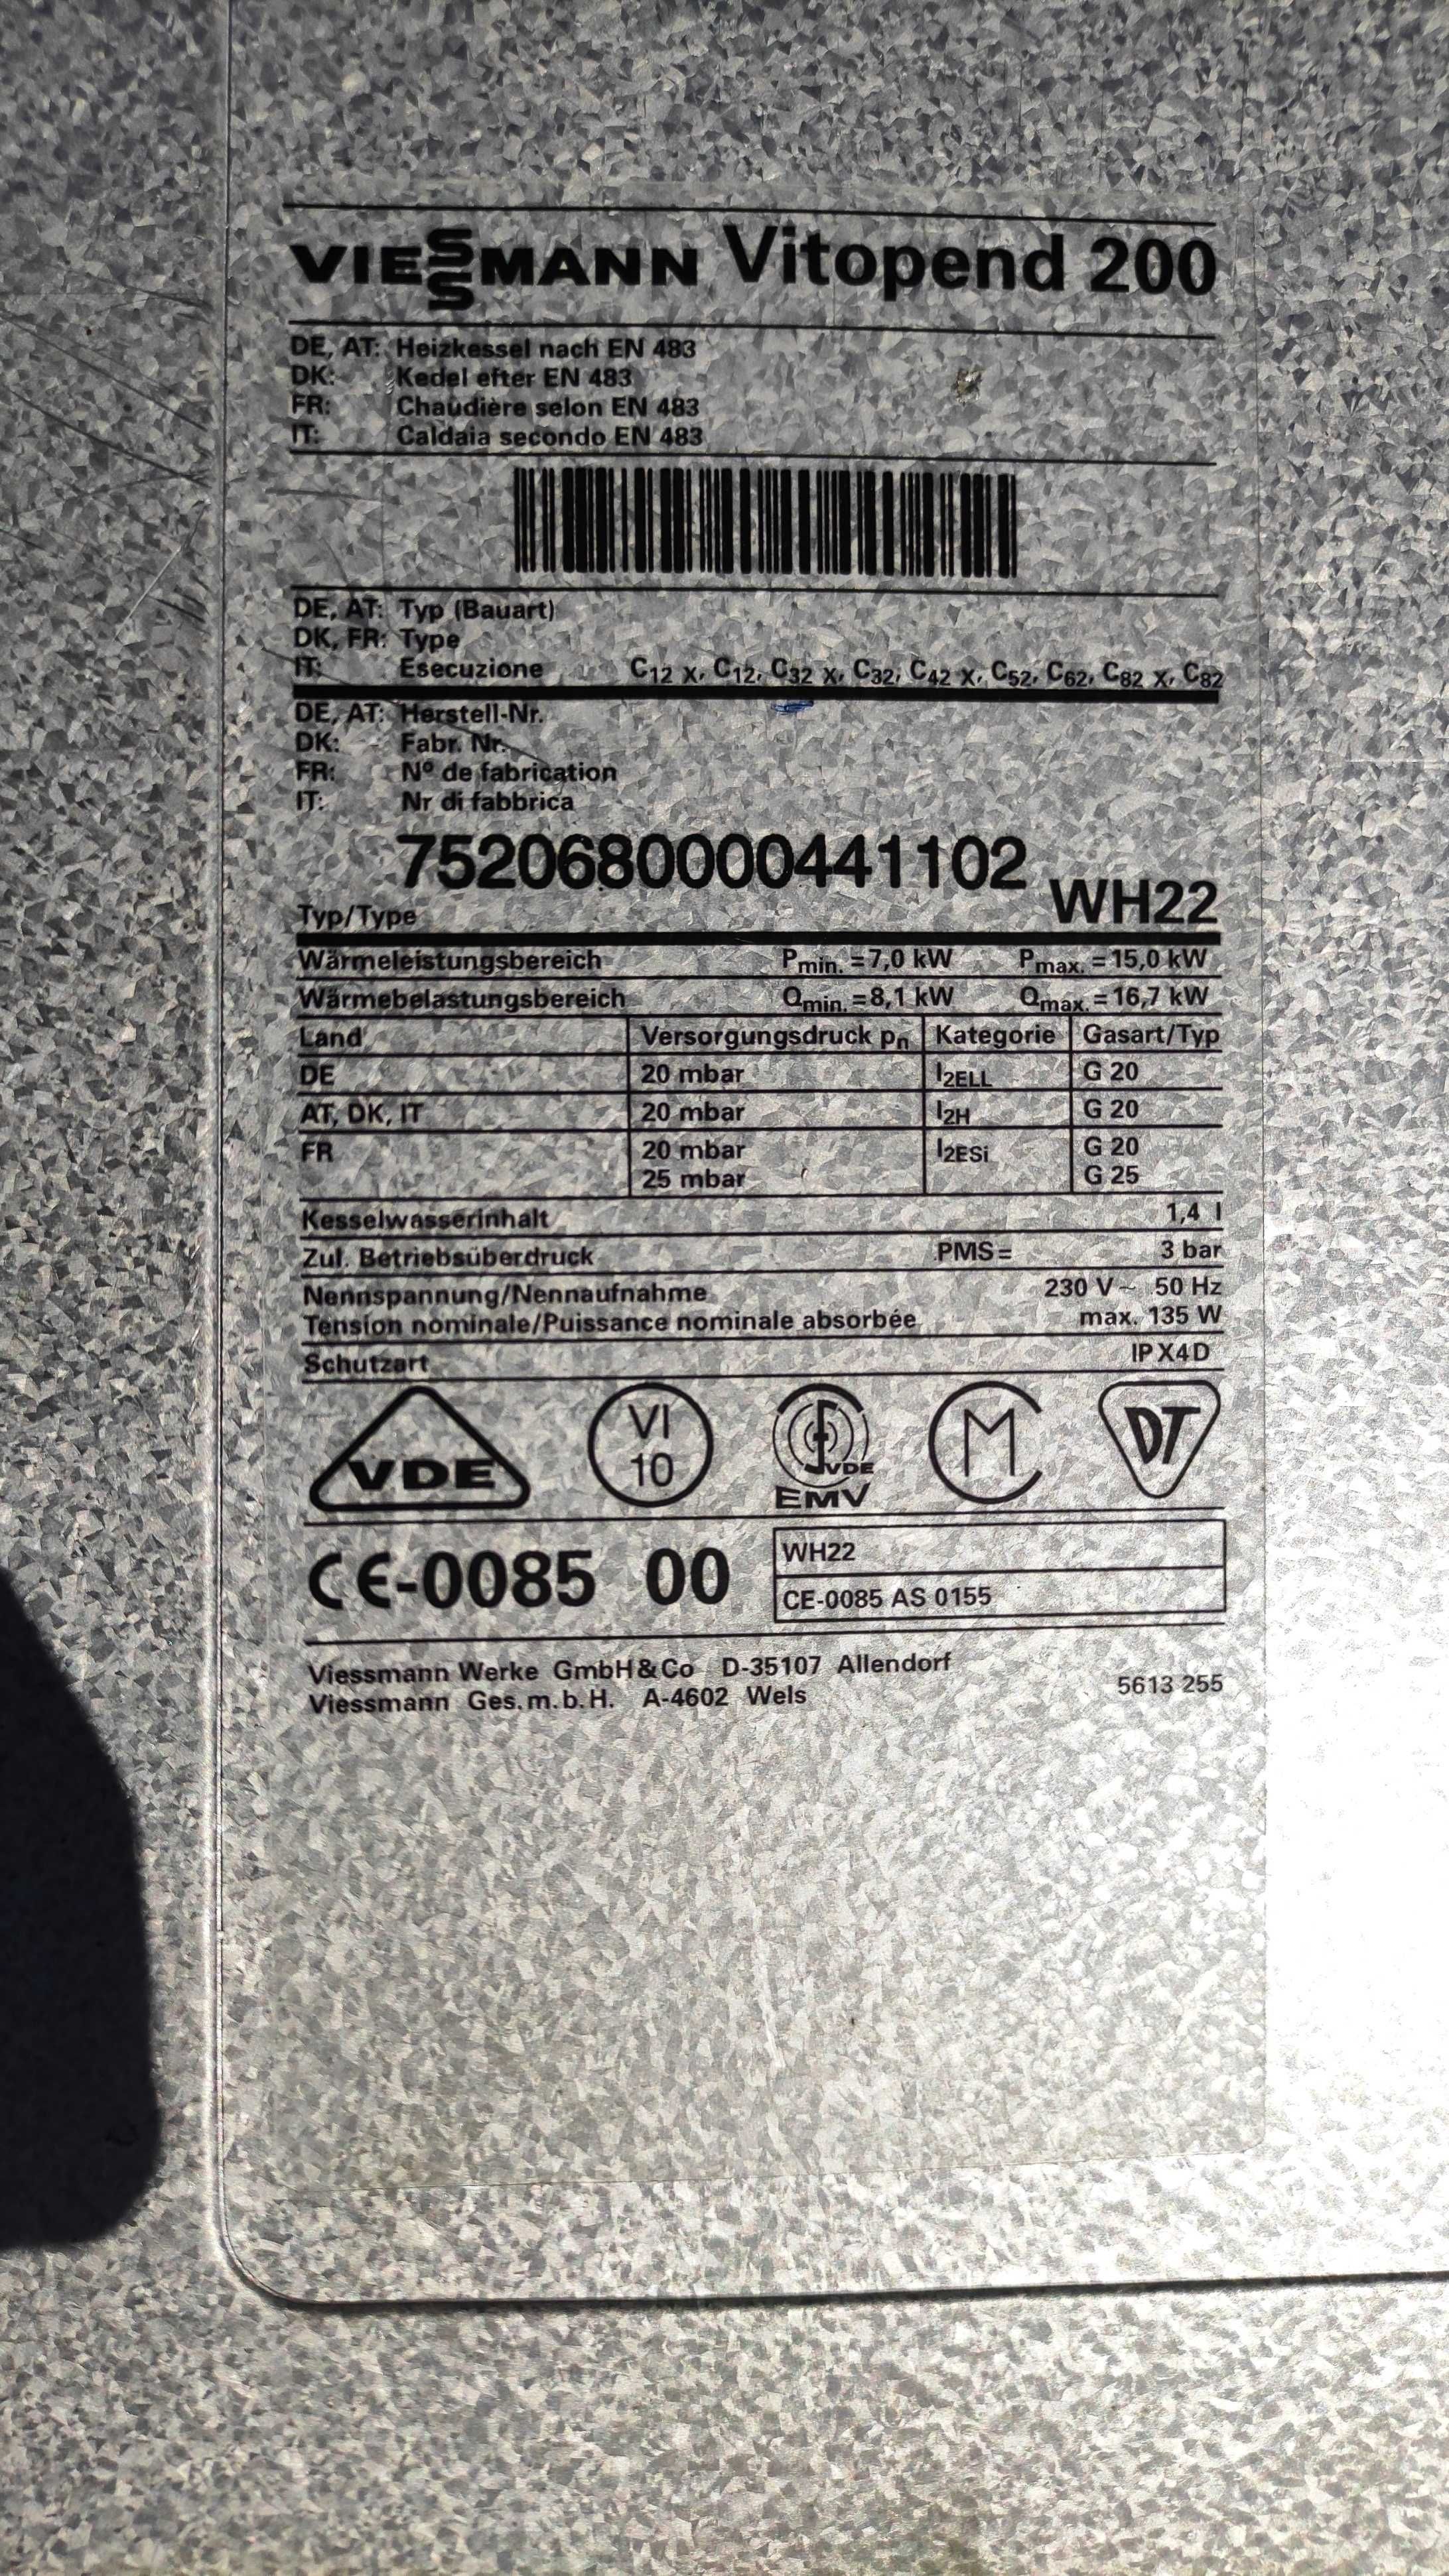 VIESSMANN Vitopend 200
DE, AT: Heizkessel nach EN 483
DK: Kedel efter EN 483
FR: Chaudière selon EN 483
IT: Caldaia secondo EN 483
DE, AT: Typ (Bauart)
DK, FR: Type
IT: Esecuzione C12 X, C12, C32 X, C32, C42 X, C52, C62, C82 X, C82
DE, AT: Herstell-Nr.
DK: Fabr. Nr.
FR: N° de fabrication
IT: Nr di fabbrica
7520680000441102
Typ/Type WH22
Wärmeleistungsbereich Pmin. =7,0 kW Pmax. =15,0 kW
Wärmebelastungsbereich Qmin. =8,1 kW Qmax. =16,7 kW
Land Versorgungsdruck pn Kategorie Gasart/Typ
DE 20 mbar I2ELL G 20
AT, DK, IT 20 mbar I2H G 20
FR 20 mbar I2ESi G 20
25 mbar G 25
Kesselwasserinhalt 1,4 l
Zul. Betriebsüberdruck PMS= 3 bar
Nennspannung/Nennaufnahme 230 V~ 50 Hz
Tension nominale/Puissance nominale absorbée max. 135 W
Schutzart IP X4D
VDE VI 10 VDE EMV M DT
CE-0085 00
WH22
CE-0085 AS 0155
Viessmann Werke GmbH&Co D-35107 Allendorf
Viessmann Ges.m.b.H. A-4602 Wels
5613 255